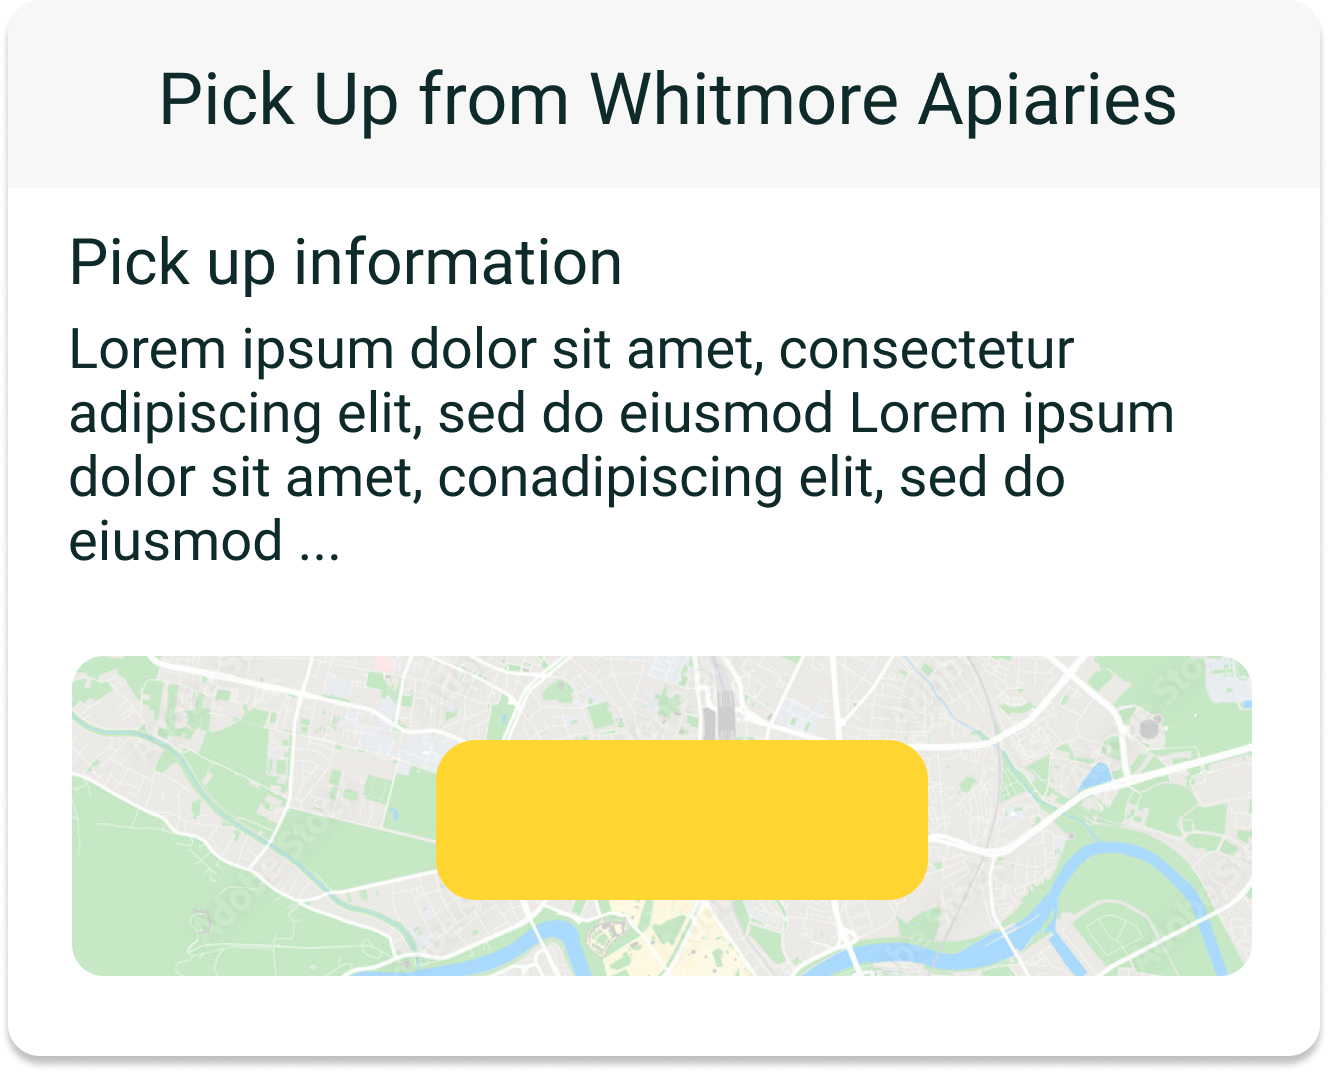 Pick Up from Whitmore Apiaries
Pick up information
Lorem ipsum dolor sit amet, consectetur
adipiscing elit, sed do eiusmod Lorem ipsum
dolor sit amet, conadipiscing elit, sed do
eiusmod ...